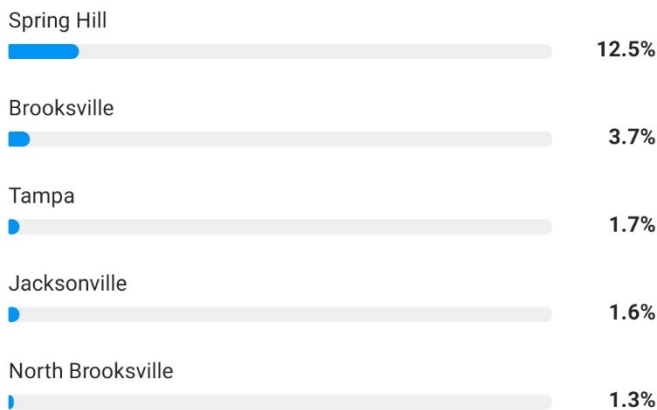 Spring Hill
12.5%
Brooksville
3.7%
Tampa
1.7%
Jacksonville
1.6%
North Brooksville
1.3%